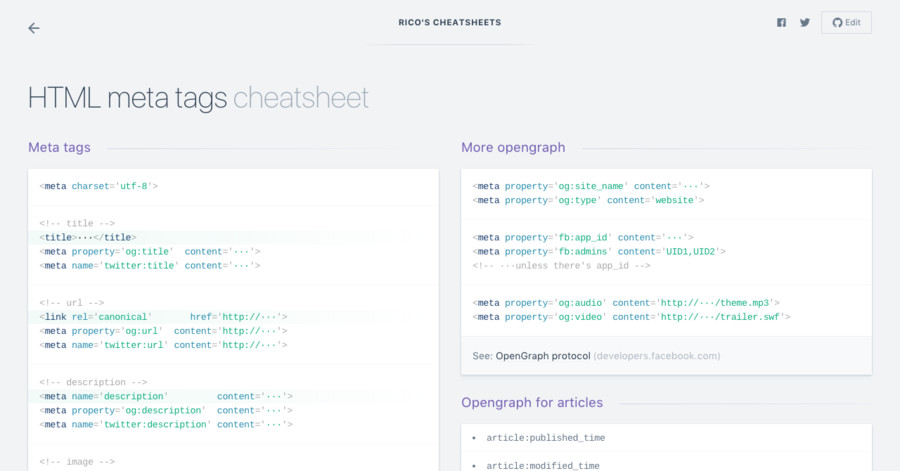 RICO'S CHEATSHEETS
Edit
HTML meta tags cheatsheet
Meta tags
<meta charset='utf-8'>
<!-- title -->
<title>···</title>
<meta property='og:title'  content='···'>
<meta name='twitter:title' content='···'>
<!-- url -->
<link rel='canonical'       href='http://···'>
<meta property='og:url'  content='http://···'>
<meta name='twitter:url' content='http://···'>
<!-- description -->
<meta name='description'         content='···'>
<meta property='og:description'  content='···'>
<meta name='twitter:description' content='···'>
<!-- image -->
More opengraph
<meta property='og:site_name' content='···'>
<meta property='og:type' content='website'>
<meta property='fb:app_id' content='···'>
<meta property='fb:admins' content='UID1,UID2'>
<!-- ···unless there's app_id -->
<meta property='og:audio' content='http://···/theme.mp3'>
<meta property='og:video' content='http://···/trailer.swf'>
See: OpenGraph protocol (developers.facebook.com)
Opengraph for articles
• article:published_time
• article:modified_time